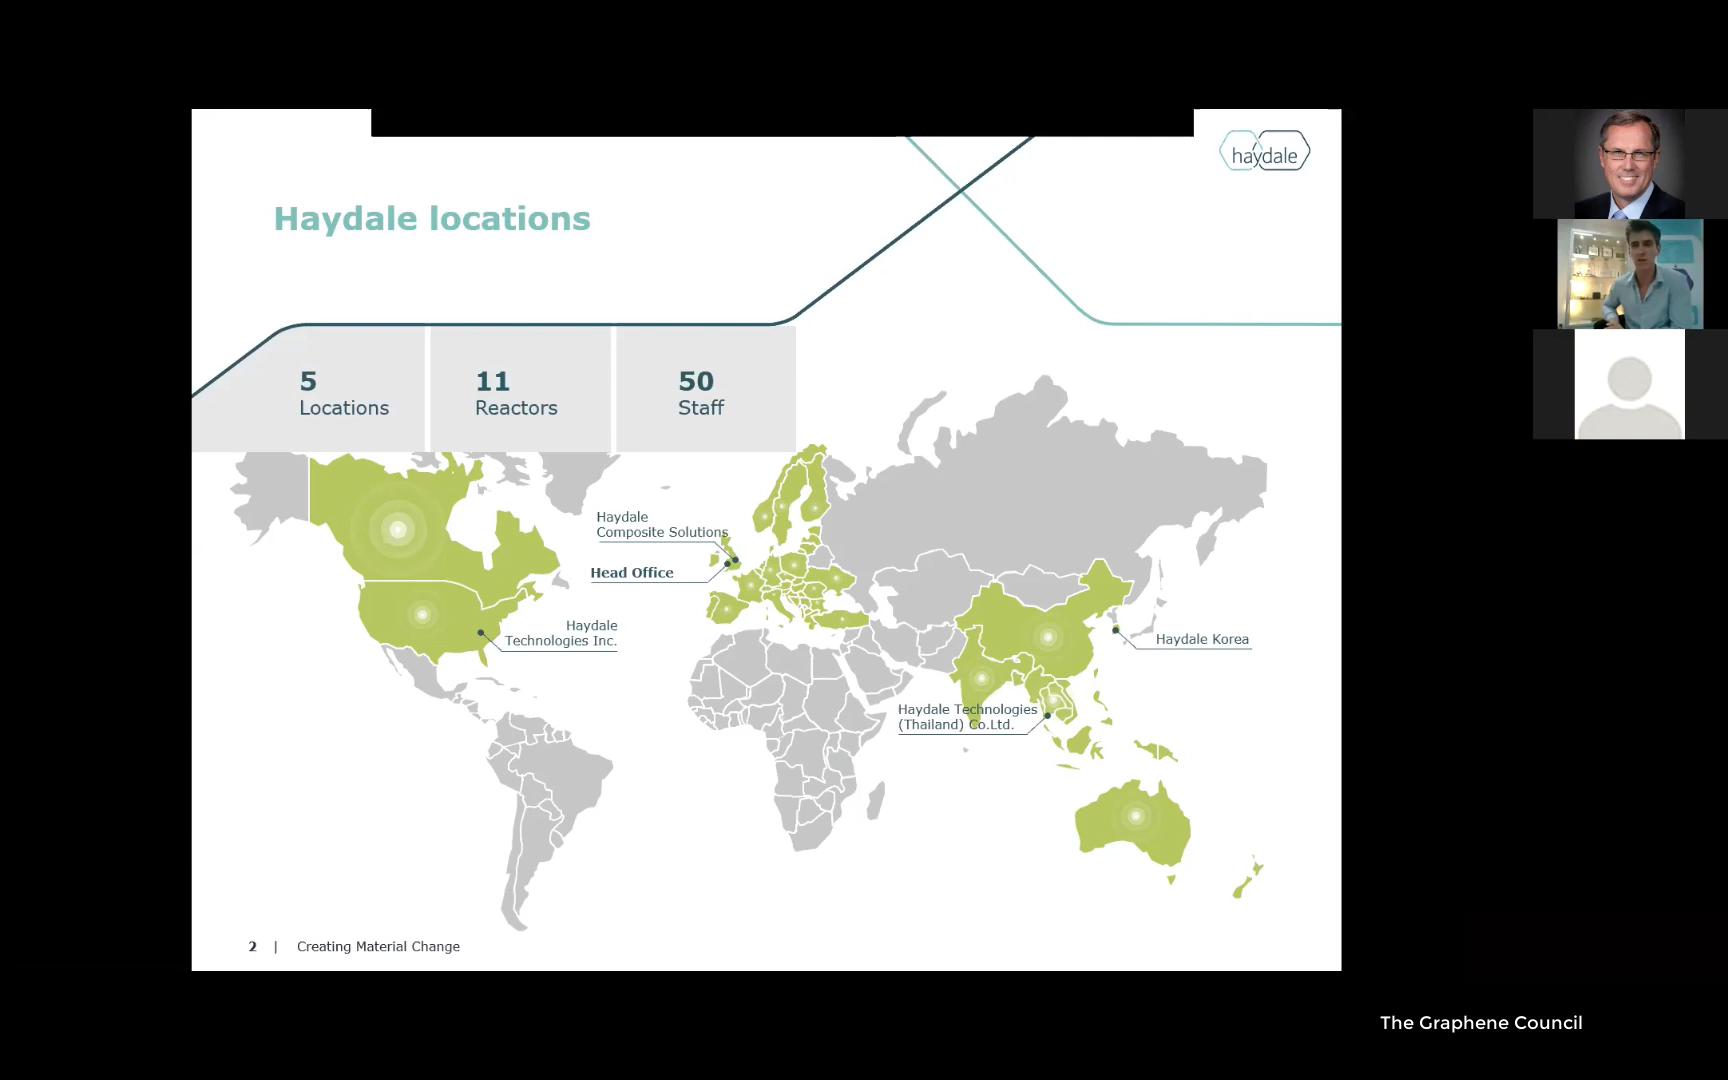 haydale
Haydale locations
5
Locations
11
Reactors
50
Staff
Haydale
Composite Solutions
Head Office
Haydale
Technologies Inc.
Haydale Korea
Haydale Technologies
(Thailand) Co.Ltd.
2 | Creating Material Change
The Graphene Council